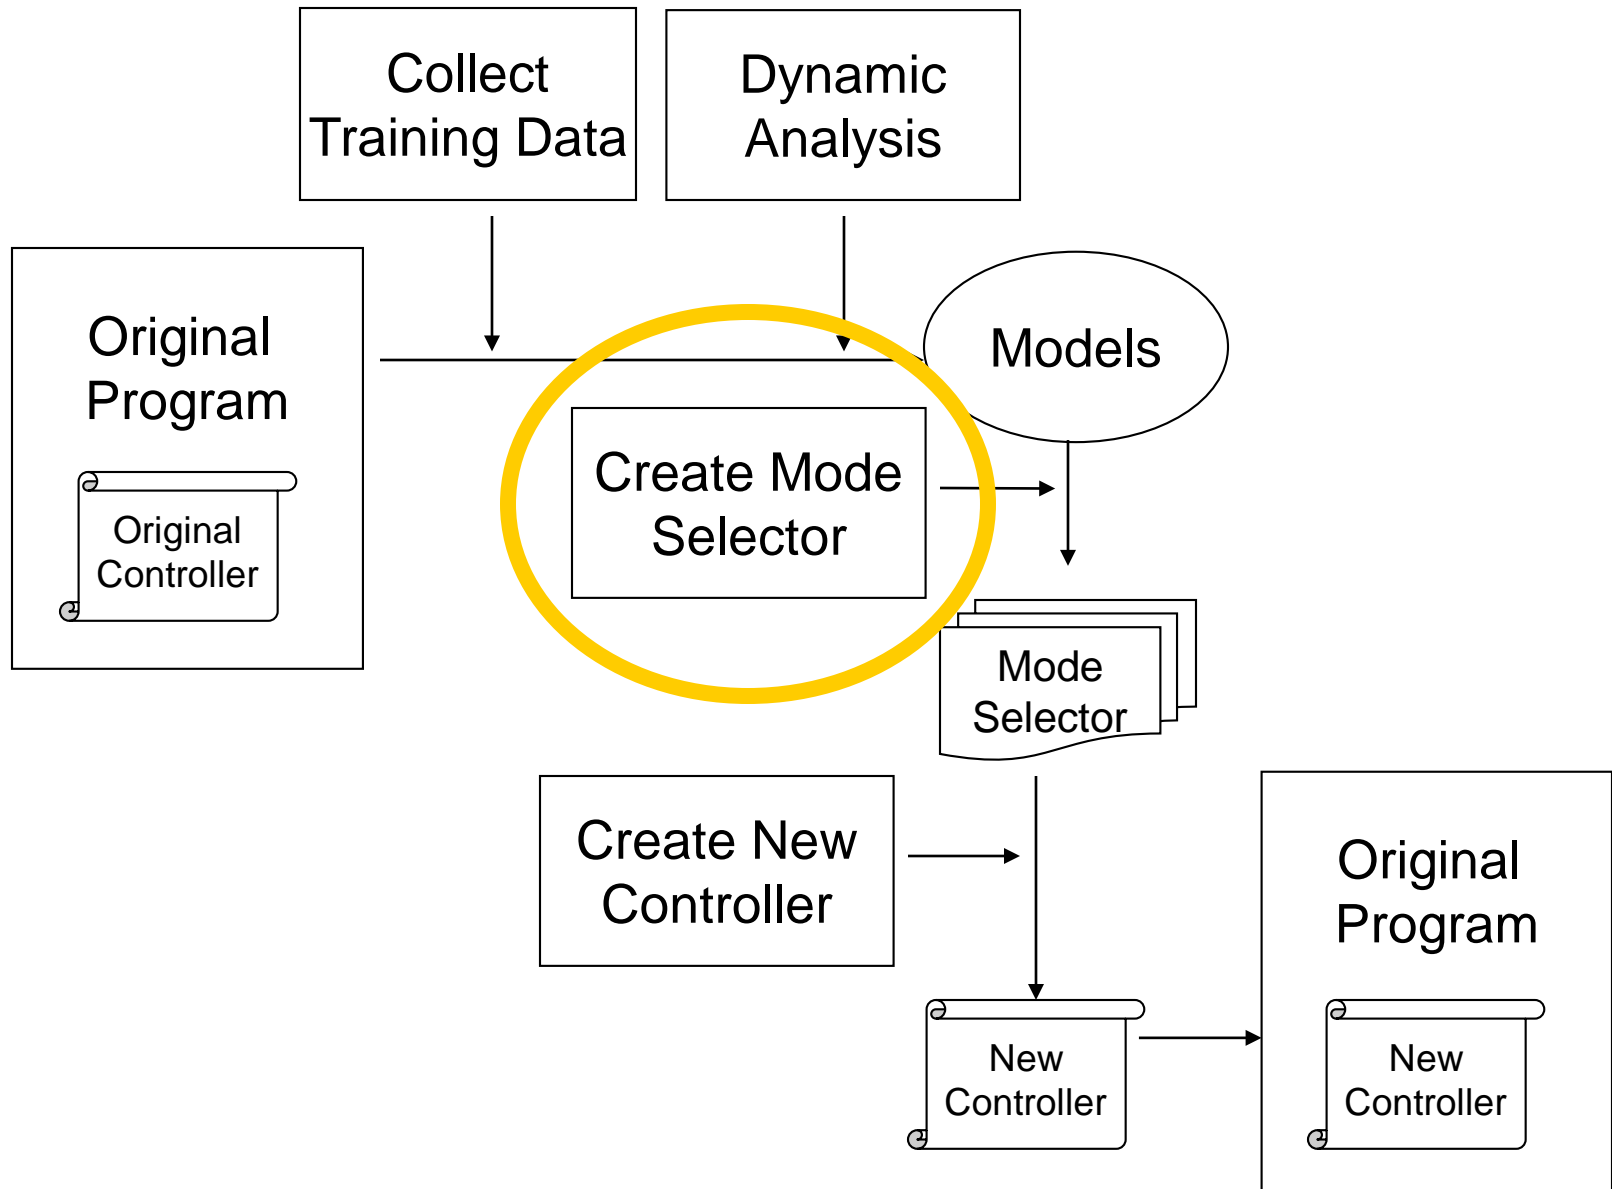 Collect
Training Data
Dynamic
Analysis
Original
Program
Original
Controller
Models
Create Mode
Selector
Mode
Selector
Create New
Controller
New
Controller
Original
Program
New
Controller